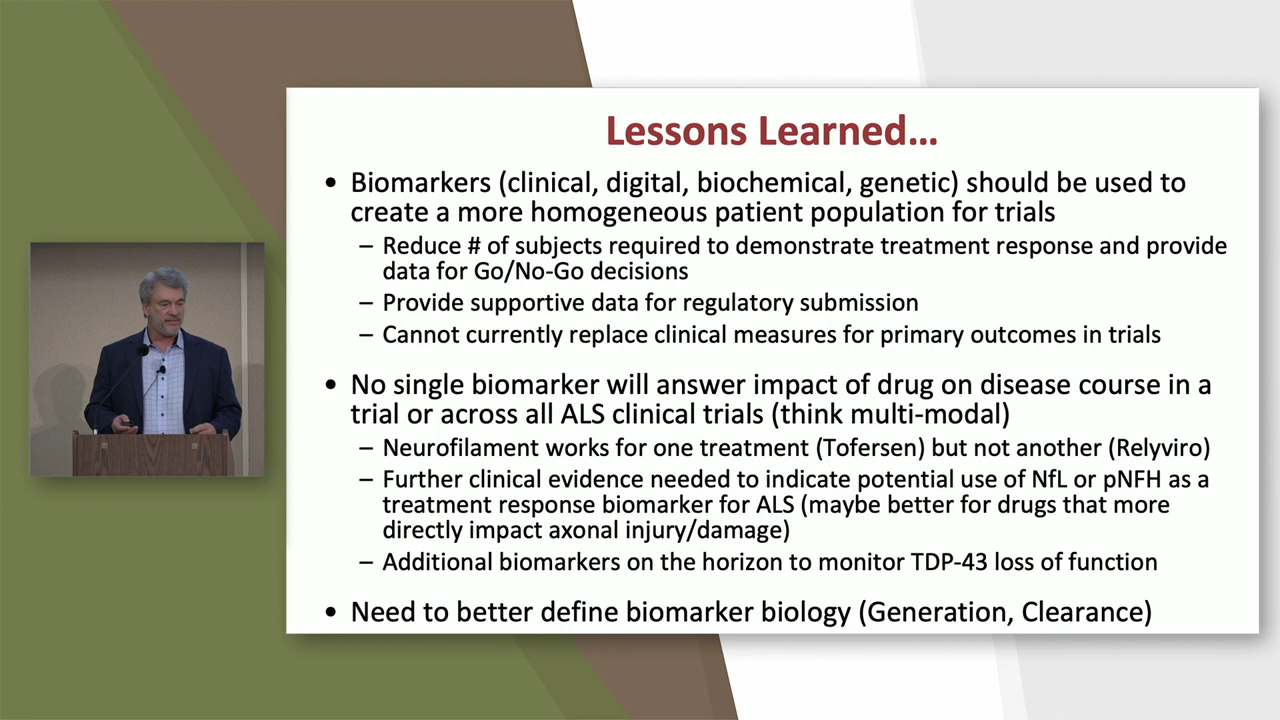 Lessons Learned...
• Biomarkers (clinical, digital, biochemical, genetic) should be used to
create a more homogeneous patient population for trials
– Reduce # of subjects required to demonstrate treatment response and provide
data for Go/No-Go decisions
– Provide supportive data for regulatory submission
– Cannot currently replace clinical measures for primary outcomes in trials
• No single biomarker will answer impact of drug on disease course in a
trial or across all ALS clinical trials (think multi-modal)
– Neurofilament works for one treatment (Tofersen) but not another (Relyviro)
– Further clinical evidence needed to indicate potential use of NfL or pNFH as a
treatment response biomarker for ALS (maybe better for drugs that more
directly impact axonal injury/damage)
– Additional biomarkers on the horizon to monitor TDP-43 loss of function
• Need to better define biomarker biology (Generation, Clearance)